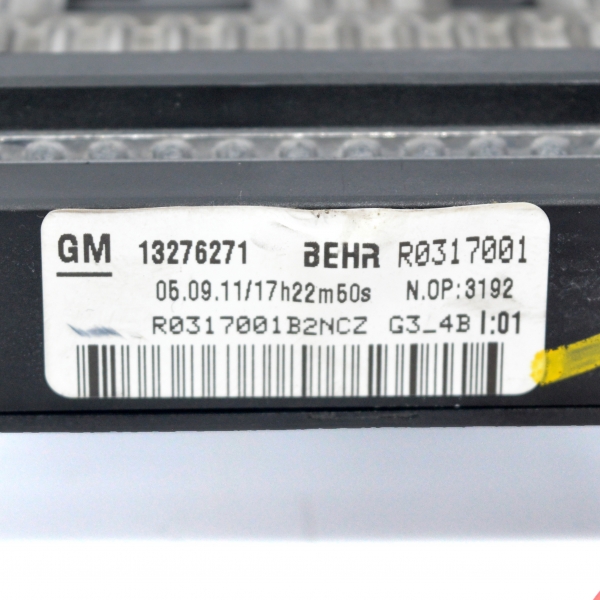 GM 13276271 BEHR R0317001
05.09.11/17h22m50s N.OP:3192
R0317001B2NCZ G3_4B I:01